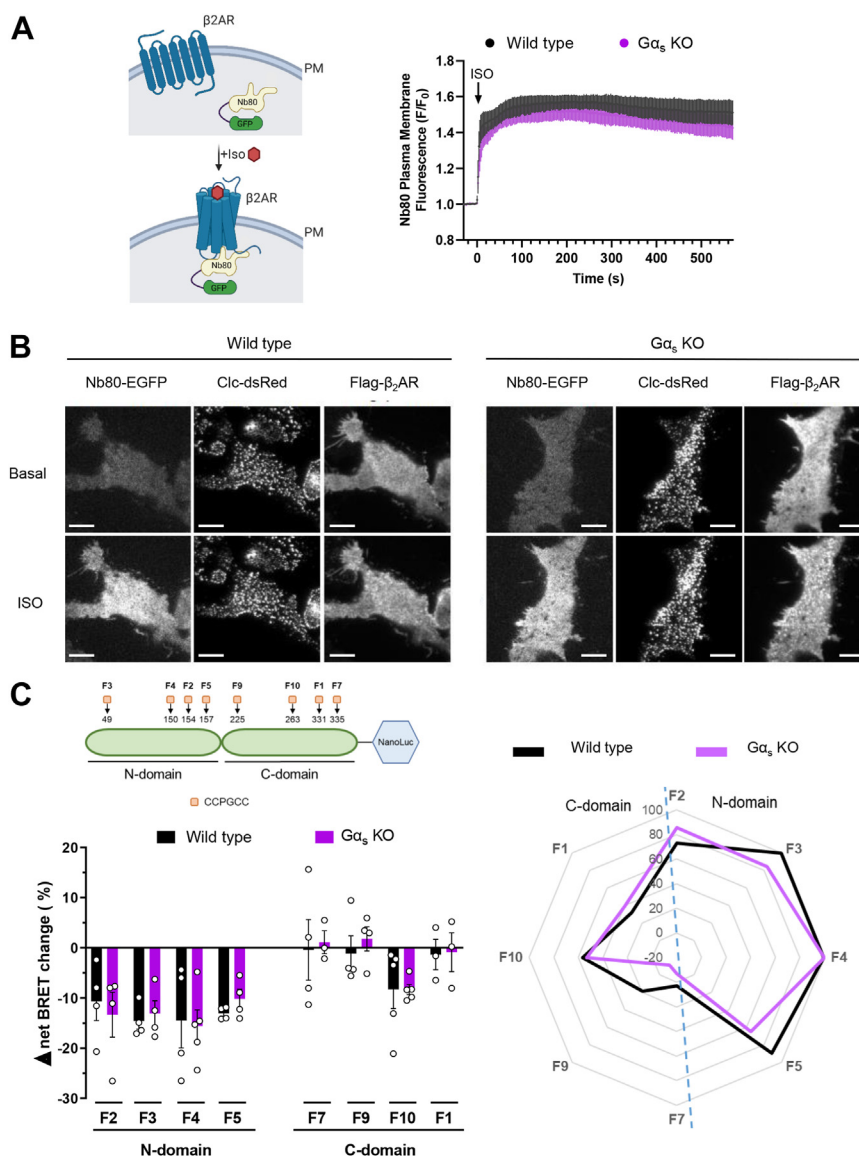 A
β2AR
PM
Nb80
GFP
+Iso
β2AR
PM
Nb80
GFP
Wild type
Gαs KO
Nb80 Plasma Membrane
Fluorescence (F/F0)
1.8
1.6
1.4
1.2
1.0
0.8
ISO
0
100
200
300
400
500
Time (s)
B
Wild type
Gαs KO
Nb80-EGFP
Clc-dsRed
Flag-β2AR
Nb80-EGFP
Clc-dsRed
Flag-β2AR
Basal
ISO
C
F3
F4
F2
F5
F9
F10
F1
F7
49
150
154
157
225
263
331
335
NanoLuc
N-domain
C-domain
CCPGCC
Wild type
Gαs KO
▲ net BRET change ( %)
20
10
0
-10
-20
-30
F2
F3
F4
F5
F7
F9
F10
F1
N-domain
C-domain
Wild type
Gαs KO
C-domain
N-domain
F2
F3
F4
F5
F7
F9
F10
F1
100
80
60
40
20
0
-20